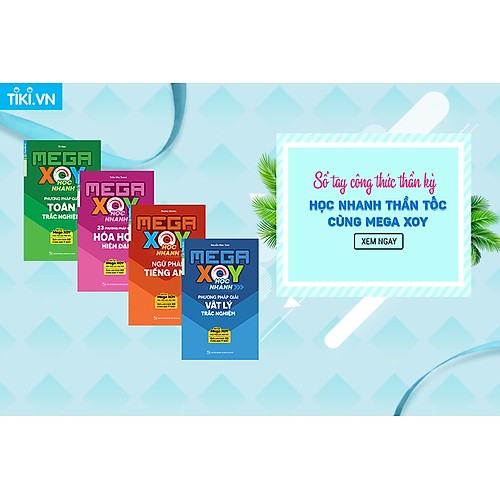 TiKi.VN
MEGA
XOY
HỌC
NHANH
PHƯƠNG PHÁP GIẢI
TOÁN
TRẮC NGHIỆM
MEGA
XOY
HỌC
NHANH
23 PHƯƠNG PHÁP
HÓA HỌC
HIỆN ĐẠI
MEGA
XOY
HỌC
NHANH
NGỮ PHÁP
TIẾNG ANH
MEGA
XOY
HỌC
NHANH
PHƯƠNG PHÁP GIẢI
VẬT LÝ
TRẮC NGHIỆM
Sổ tay công thức thần kỳ
HỌC NHANH THẦN TỐC
CÙNG MEGA XOY
XEM NGAY